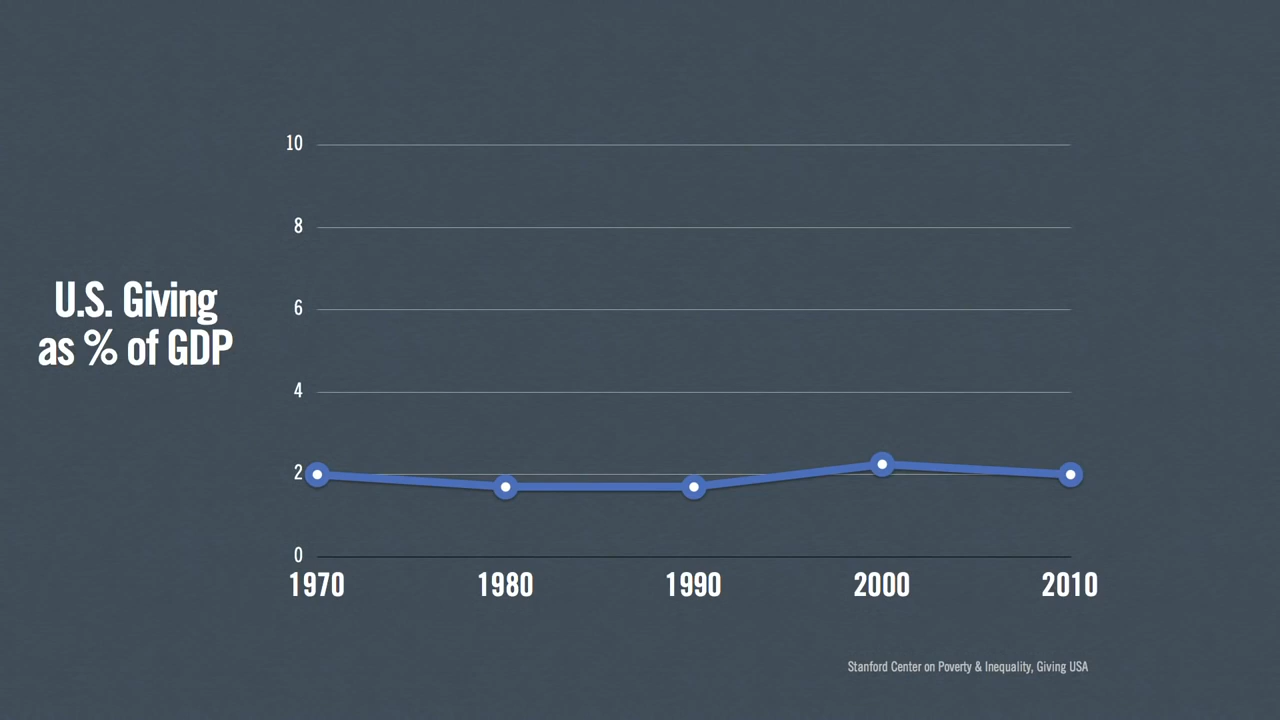 U.S. Giving
as % of GDP
10
8
6
4
2
0
1970 1980 1990 2000 2010
Stanford Center on Poverty & Inequality, Giving USA